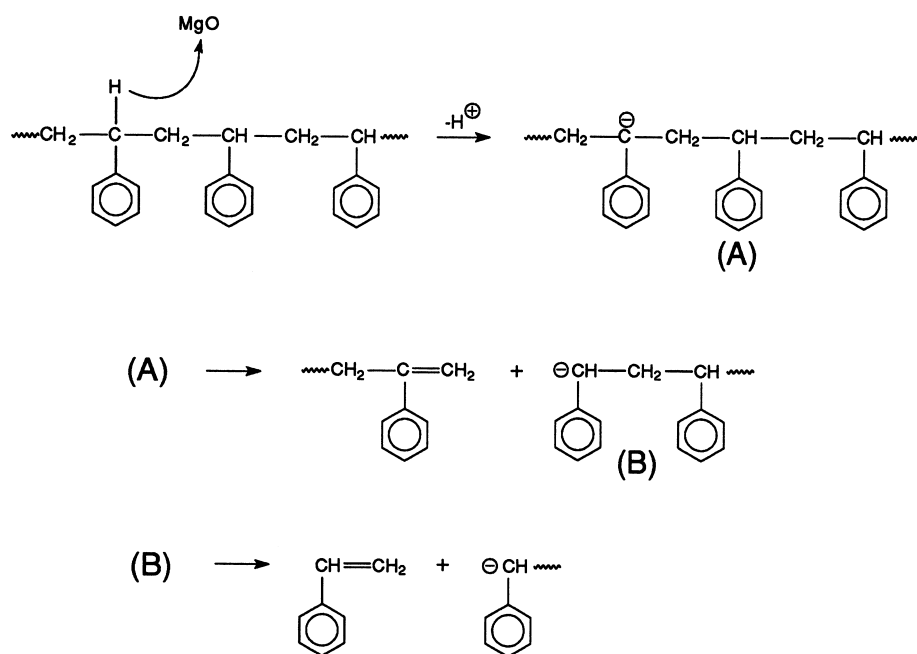 MgO
H
CH₂ C CH₂ CH CH₂ CH -H⊕ CH₂ C⊖ CH₂ CH CH₂ CH
(A)
(A) CH₂ C=CH₂ + ⊖CH CH₂ CH
(B)
(B) CH=CH₂ + ⊖CH